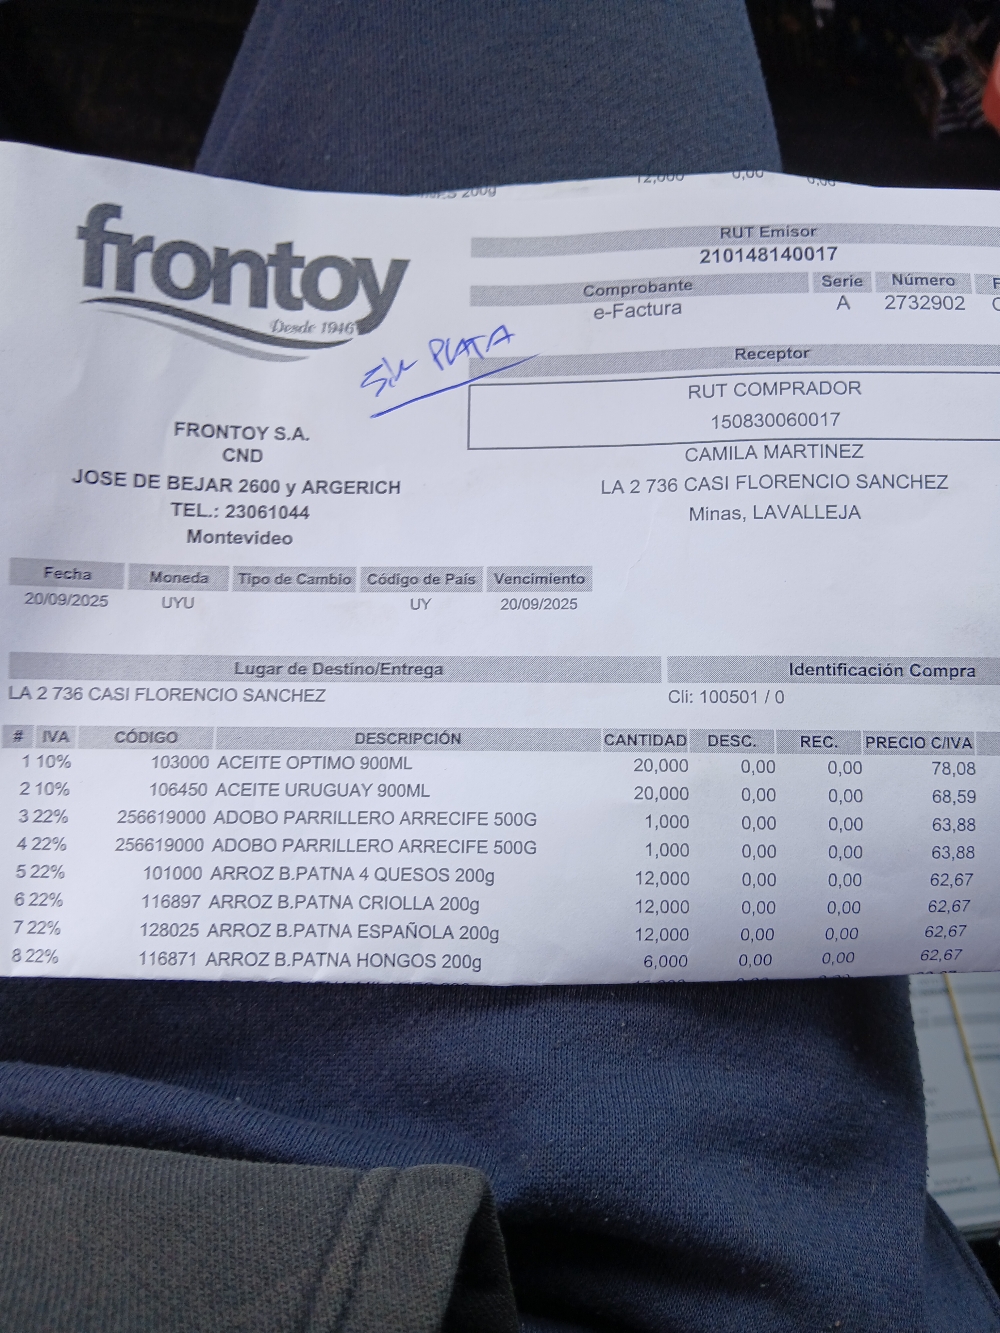 200g 12,000 0,00 0,00
frontoy
Desde 1946
RUT Emisor
210148140017
Comprobante Serie Número
e-Factura A 2732902
PLATA
Receptor
RUT COMPRADOR
150830060017
CAMILA MARTINEZ
LA 2 736 CASI FLORENCIO SANCHEZ
Minas, LAVALLEJA
FRONTOY S.A.
CND
JOSE DE BEJAR 2600 y ARGERICH
TEL.: 23061044
Montevideo
Fecha Moneda Tipo de Cambio Código de País Vencimiento
20/09/2025 UYU UY 20/09/2025
Lugar de Destino/Entrega Identificación Compra
LA 2 736 CASI FLORENCIO SANCHEZ Cli: 100501 / 0
# IVA CÓDIGO DESCRIPCIÓN CANTIDAD DESC. REC. PRECIO C/IVA
1 10% 103000 ACEITE OPTIMO 900ML 20,000 0,00 0,00 78,08
2 10% 106450 ACEITE URUGUAY 900ML 20,000 0,00 0,00 68,59
3 22% 256619000 ADOBO PARRILLERO ARRECIFE 500G 1,000 0,00 0,00 63,88
4 22% 256619000 ADOBO PARRILLERO ARRECIFE 500G 1,000 0,00 0,00 63,88
5 22% 101000 ARROZ B.PATNA 4 QUESOS 200g 12,000 0,00 0,00 62,67
6 22% 116897 ARROZ B.PATNA CRIOLLA 200g 12,000 0,00 0,00 62,67
7 22% 128025 ARROZ B.PATNA ESPAÑOLA 200g 12,000 0,00 0,00 62,67
8 22% 116871 ARROZ B.PATNA HONGOS 200g 6,000 0,00 0,00 62,67